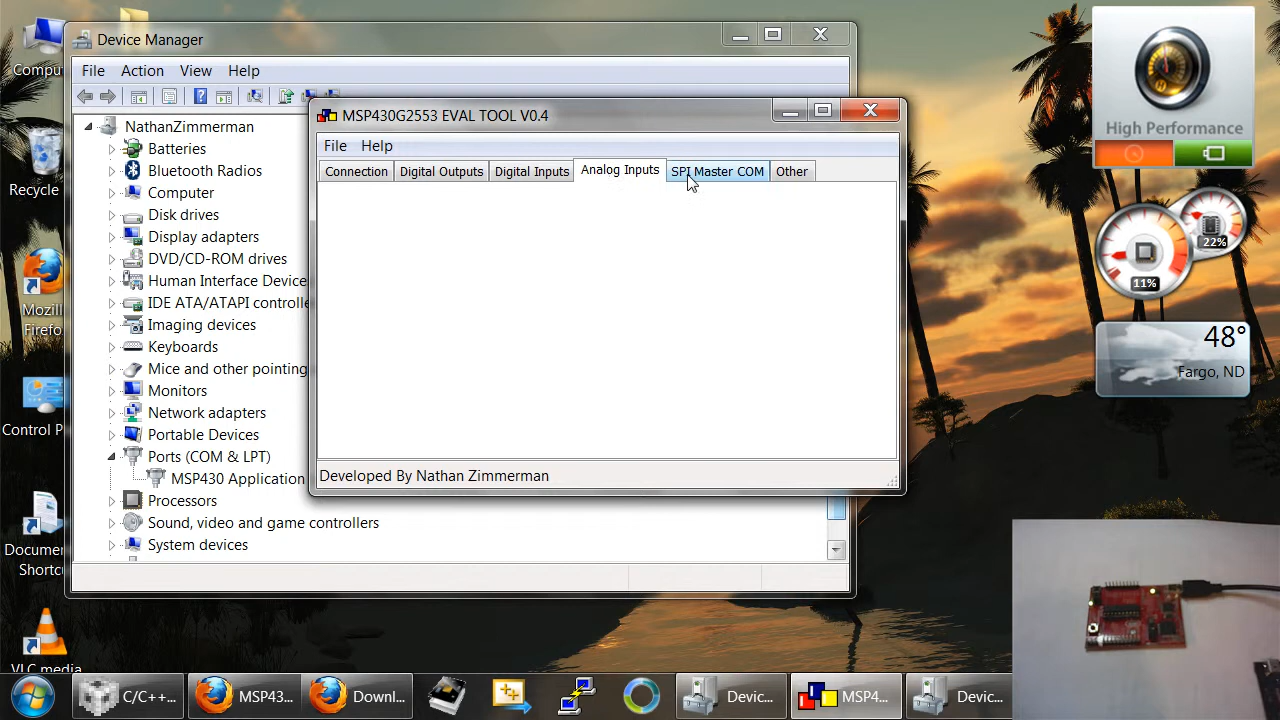 Compu
Recycle
Mozill
Firefo
Control P
Docume
Shortc
VLC media
Device Manager
File Action View Help
NathanZimmerman
Batteries
Bluetooth Radios
Computer
Disk drives
Display adapters
DVD/CD-ROM drives
Human Interface Device
IDE ATA/ATAPI controlle
Imaging devices
Keyboards
Mice and other pointing
Monitors
Network adapters
Portable Devices
Ports (COM & LPT)
MSP430 Application
Processors
Sound, video and game controllers
System devices
MSP430G2553 EVAL TOOL V0.4
File Help
Connection Digital Outputs Digital Inputs Analog Inputs SPI Master COM Other
Developed By Nathan Zimmerman
High Performance
22%
11%
48°
Fargo, ND
C/C++... MSP43... Downl... Devic... MSP4... Devic...